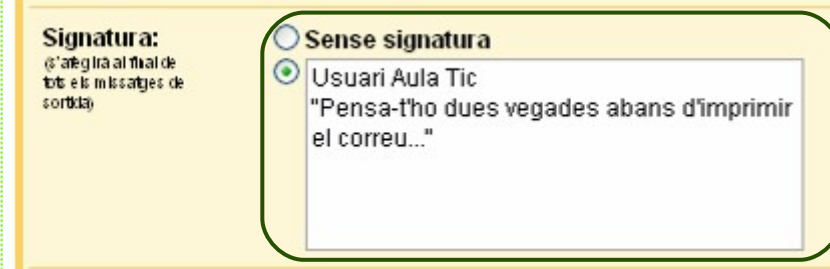 Signatura:
(s'afegirà al final de
tots els missatges de
sortida)
Sense signatura
Usuari Aula Tic
"Pensa-t'ho dues vegades abans d'imprimir
el correu..."